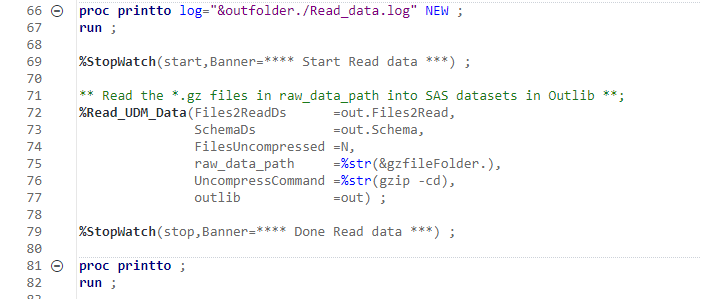 66 proc printto log="&outfolder./Read_data.log" NEW ;
67 run ;
68
69 %StopWatch(start,Banner=**** Start Read data ***) ;
70
71 ** Read the *.gz files in raw_data_path into SAS datasets in Outlib **;
72 %Read_UDM_Data(Files2ReadDs =out.Files2Read,
73 SchemaDs =out.Schema,
74 FilesUncompressed =N,
75 raw_data_path =%str(&gzfileFolder.),
76 UncompressCommand =%str(gzip -cd),
77 outlib =out) ;
78
79 %StopWatch(stop,Banner=**** Done Read data ***) ;
80
81 proc printto ;
82 run ;